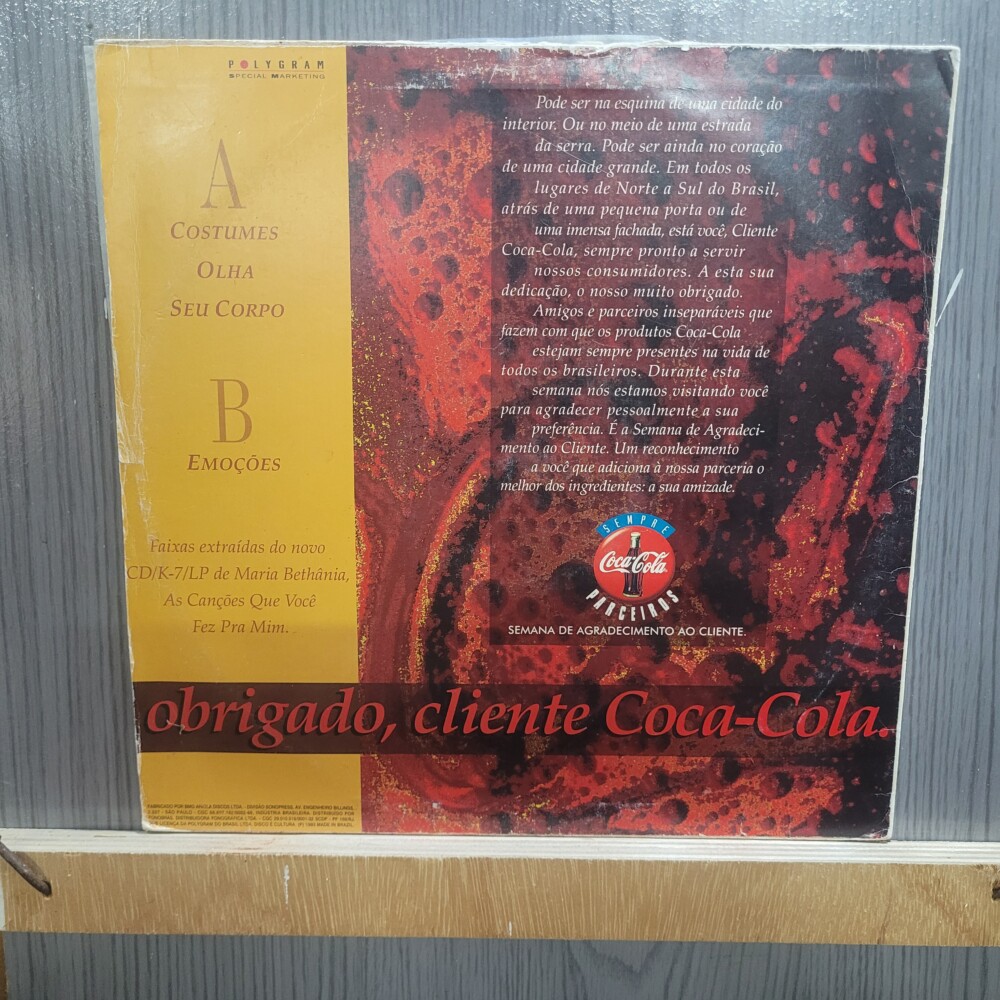 POLYGRAM
SPECIAL MARKETING
A
COSTUMES
OLHA
SEU CORPO
B
EMOÇÕES
Faixas extraídas do novo
CD/K-7/LP de Maria Bethânia,
As Canções Que Você
Fez Pra Mim.
Pode ser na esquina de uma cidade do
interior. Ou no meio de uma estrada
da serra. Pode ser ainda no coração
de uma cidade grande. Em todos os
lugares de Norte a Sul do Brasil,
atrás de uma pequena porta ou de
uma imensa fachada, está você, Cliente
Coca-Cola, sempre pronto a servir
nossos consumidores. A esta sua
dedicação, o nosso muito obrigado.
Amigos e parceiros inseparáveis que
fazem com que os produtos Coca-Cola
estejam sempre presentes na vida de
todos os brasileiros. Durante esta
semana nós estamos visitando você
para agradecer pessoalmente a sua
preferência. É a Semana de Agradeci-
mento ao Cliente. Um reconhecimento
a você que adiciona à nossa parceria o
melhor dos ingredientes: a sua amizade.
SEMPRE
Coca-Cola
PARCEIROS
SEMANA DE AGRADECIMENTO AO CLIENTE.
obrigado, cliente Coca-Cola.